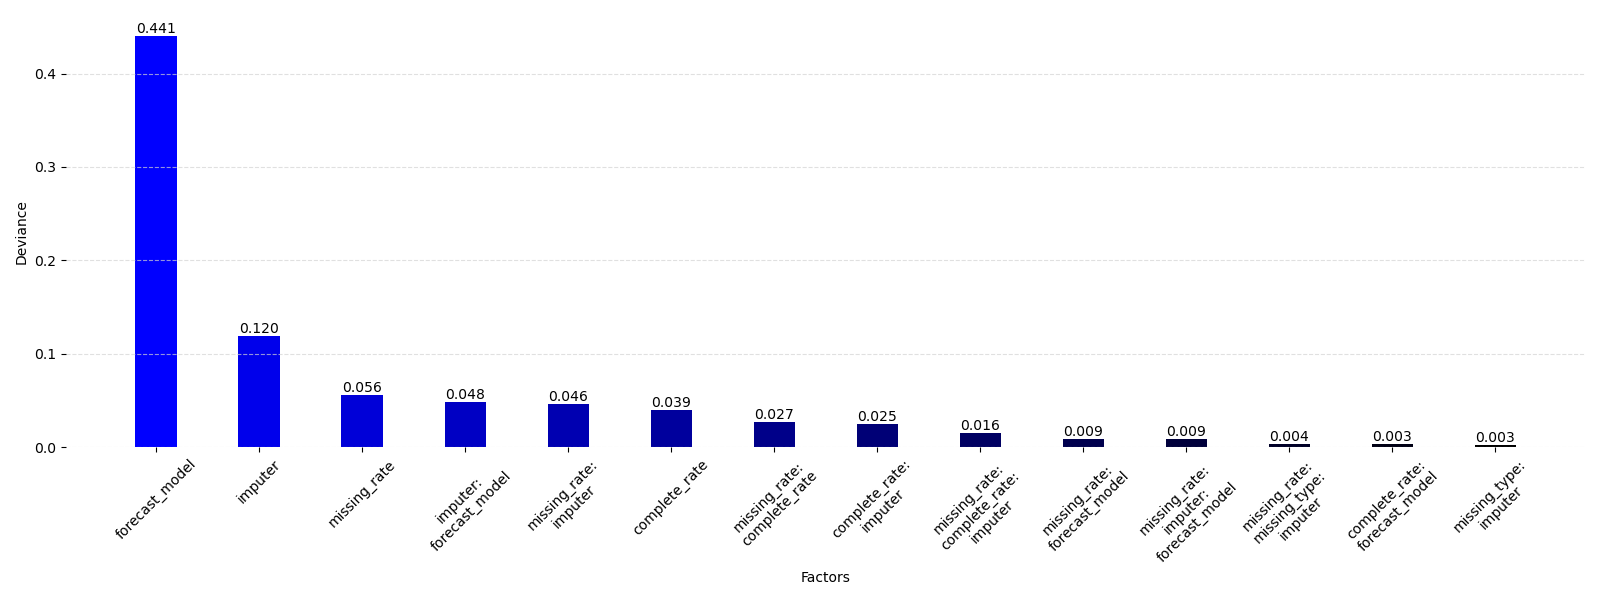 0.441
0.120
0.056
0.048
0.046
0.039
0.027
0.025
0.016
0.009
0.009
0.004
0.003
0.003
0.4
0.3
0.2
0.1
0.0
Deviance
forecast_model
imputer
missing_rate
imputer:
forecast_model
missing_rate:
imputer
complete_rate
missing_rate:
complete_rate
complete_rate:
imputer
missing_rate:
complete_rate:
imputer
missing_rate:
forecast_model
missing_rate:
imputer:
forecast_model
missing_rate:
missing_type:
imputer
complete_rate:
forecast_model
missing_type:
imputer
Factors